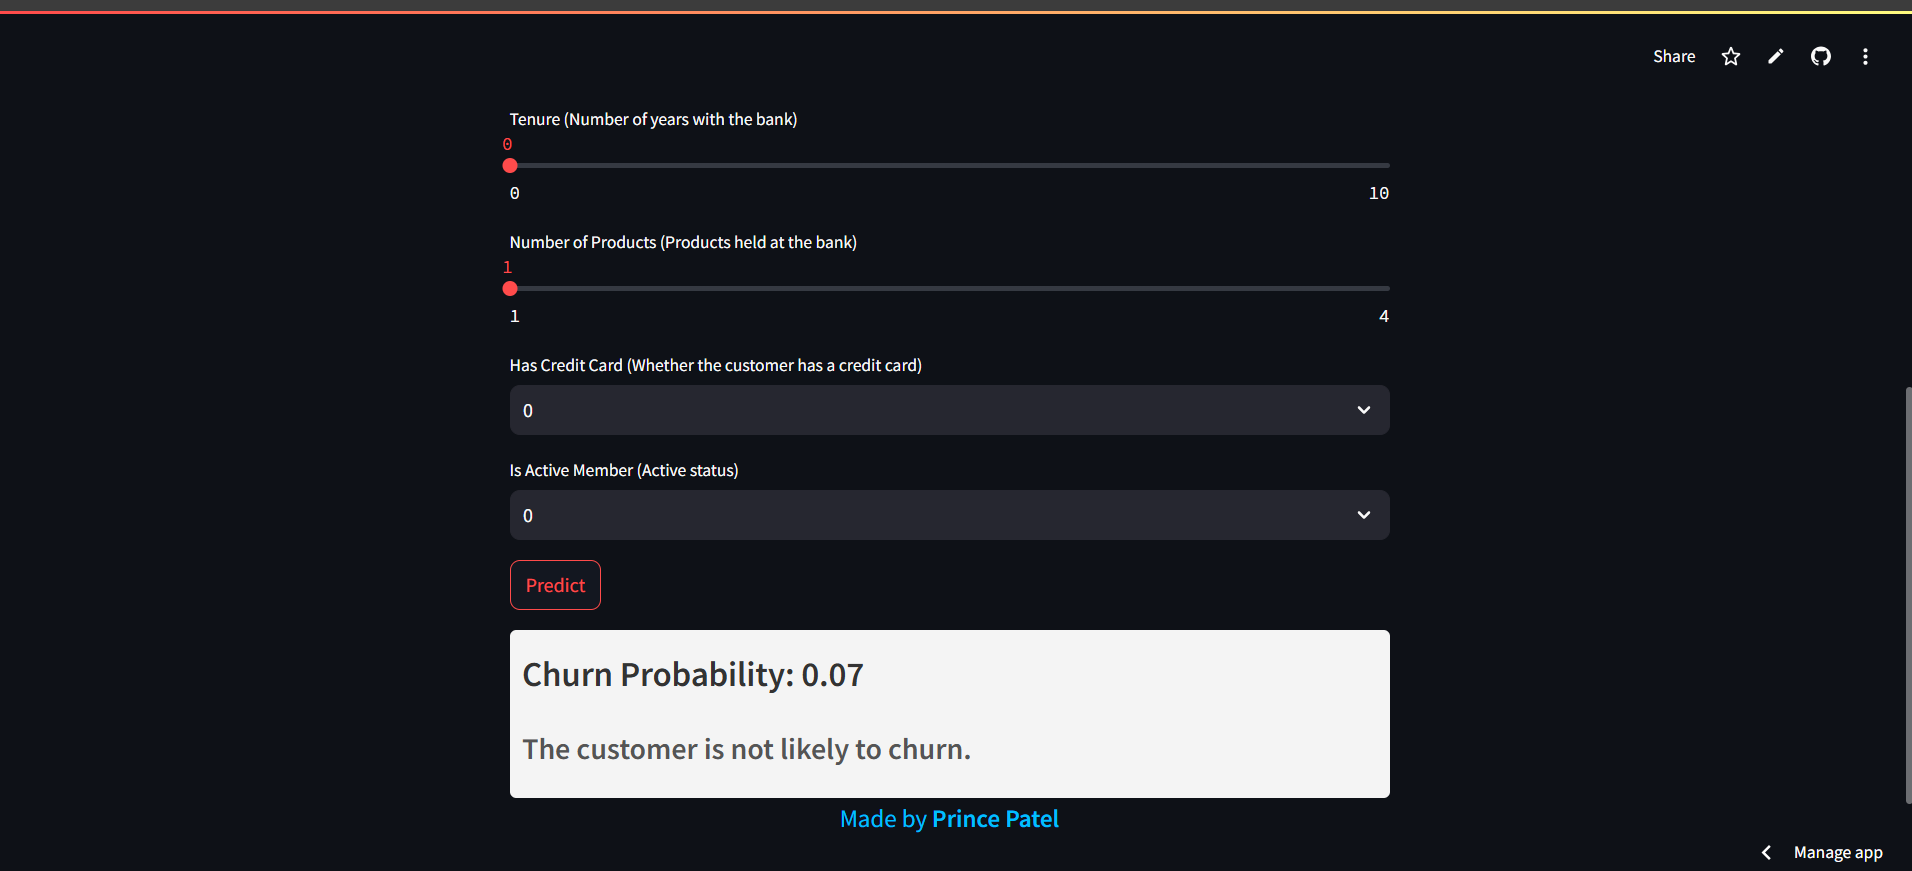 Share
Tenure (Number of years with the bank)
0
0 10
Number of Products (Products held at the bank)
1
1 4
Has Credit Card (Whether the customer has a credit card)
0
Is Active Member (Active status)
0
Predict
Churn Probability: 0.07
The customer is not likely to churn.
Made by Prince Patel
Manage app